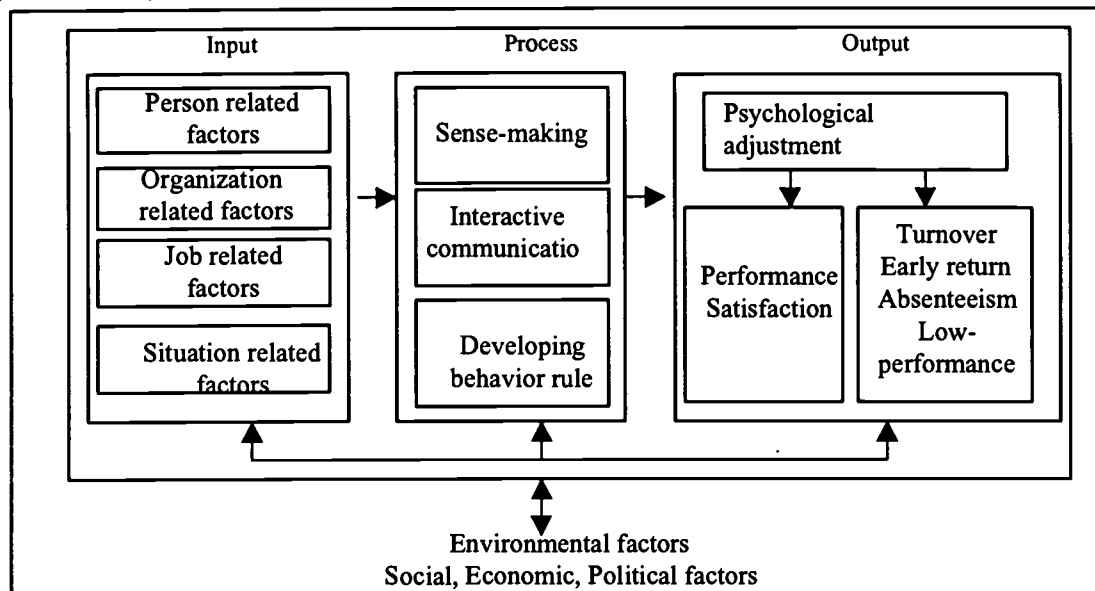 Input
Person related
factors
Organization
related factors
Job related
factors
Situation related
factors
Process
Sense-making
Interactive
communicatio
Developing
behavior rule
Output
Psychological
adjustment
Performance
Satisfaction
Turnover
Early return
Absenteeism
Low-
performance
Environmental factors
Social, Economic, Political factors